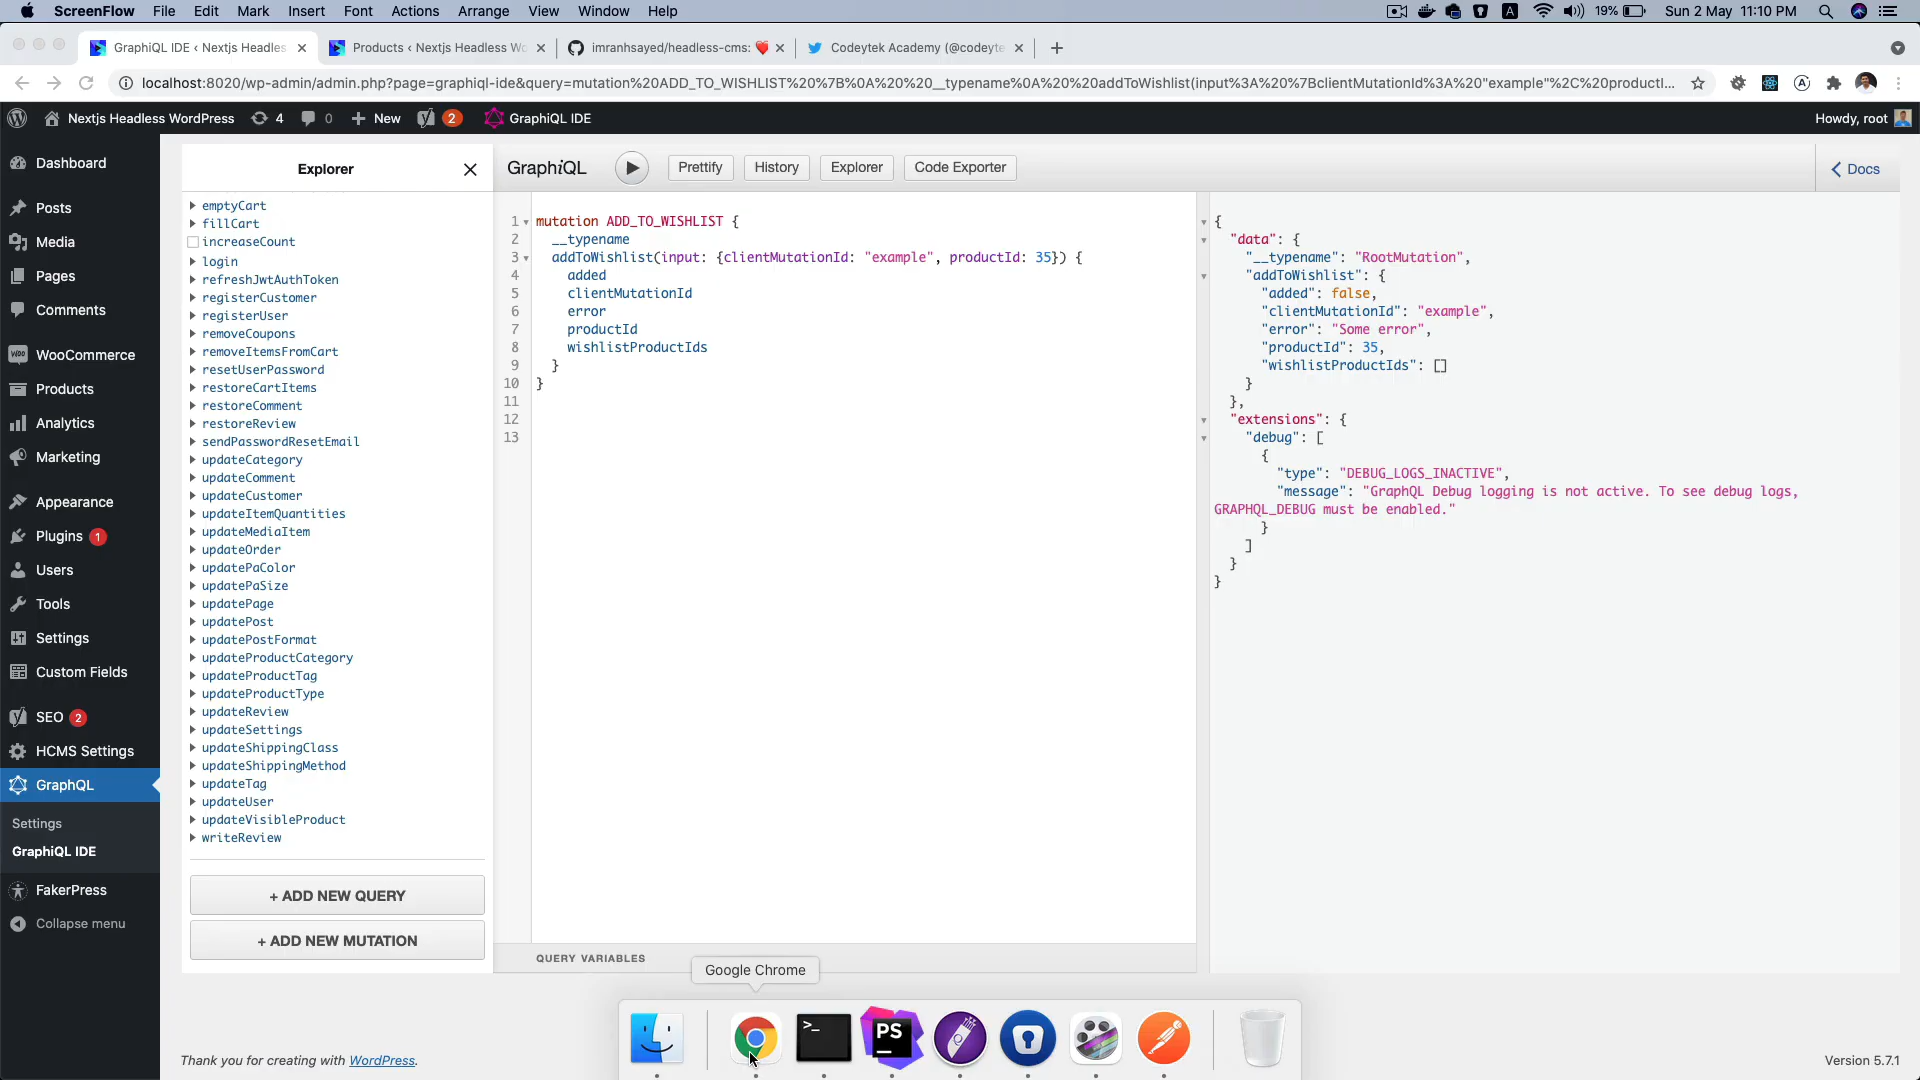 ScreenFlow File Edit Mark Insert Font Actions Arrange View Window Help 19% Sun 2 May 11:10 PM
GraphiQL IDE ‹ Nextjs Headles Products ‹ Nextjs Headless Wo imranhsayed/headless-cms: ❤️ Codeytek Academy (@codeyte
localhost:8020/wp-admin/admin.php?page=graphiql-ide&query=mutation%20ADD_TO_WISHLIST%20%7B%0A%20%20__typename%0A%20%20addToWishlist(input%3A%20%7BclientMutationId%3A%20"example"%2C%20productI...
Nextjs Headless WordPress 4 0 + New 2 GraphiQL IDE Howdy, root
Dashboard
Posts
Media
Pages
Comments
WooCommerce
Products
Analytics
Marketing
Appearance
Plugins 1
Users
Tools
Settings
Custom Fields
SEO 2
HCMS Settings
GraphQL
Settings
GraphiQL IDE
FakerPress
Collapse menu
Explorer
emptyCart
fillCart
increaseCount
login
refreshJwtAuthToken
registerCustomer
registerUser
removeCoupons
removeItemsFromCart
resetUserPassword
restoreCartItems
restoreComment
restoreReview
sendPasswordResetEmail
updateCategory
updateComment
updateCustomer
updateItemQuantities
updateMediaItem
updateOrder
updatePaColor
updatePaSize
updatePage
updatePost
updatePostFormat
updateProductCategory
updateProductTag
updateProductType
updateReview
updateSettings
updateShippingClass
updateShippingMethod
updateTag
updateUser
updateVisibleProduct
writeReview
+ ADD NEW QUERY
+ ADD NEW MUTATION
GraphiQL Prettify History Explorer Code Exporter Docs
1 mutation ADD_TO_WISHLIST {
2 __typename
3 addToWishlist(input: {clientMutationId: "example", productId: 35}) {
4 added
5 clientMutationId
6 error
7 productId
8 wishlistProductIds
9 }
10 }
11
12
13
QUERY VARIABLES
{
"data": {
"__typename": "RootMutation",
"addToWishlist": {
"added": false,
"clientMutationId": "example",
"error": "Some error",
"productId": 35,
"wishlistProductIds": []
}
},
"extensions": {
"debug": [
{
"type": "DEBUG_LOGS_INACTIVE",
"message": "GraphQL Debug logging is not active. To see debug logs,
GRAPHQL_DEBUG must be enabled."
}
]
}
}
Google Chrome
PS
Thank you for creating with WordPress.
Version 5.7.1